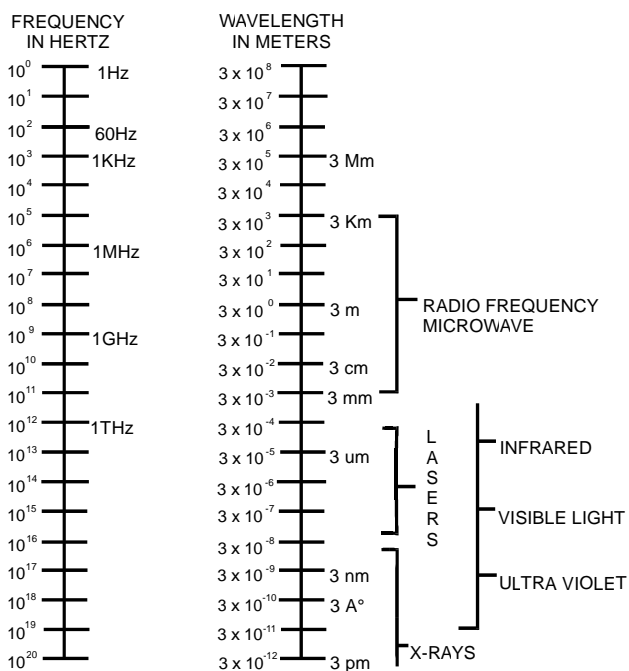 FREQUENCY
IN HERTZ
WAVELENGTH
IN METERS
10⁰ 1Hz 3 x 10⁸
10¹ 3 x 10⁷
10² 60Hz 3 x 10⁶
10³ 1KHz 3 x 10⁵ 3 Mm
10⁴ 3 x 10⁴
10⁵ 3 x 10³ 3 Km
10⁶ 1MHz 3 x 10²
10⁷ 3 x 10¹
10⁸ 3 x 10⁰ 3 m
RADIO FREQUENCY
MICROWAVE
10⁹ 1GHz 3 x 10⁻¹
10¹⁰ 3 x 10⁻² 3 cm
10¹¹ 3 x 10⁻³ 3 mm
10¹² 1THz 3 x 10⁻⁴
10¹³ 3 x 10⁻⁵ 3 um
10¹⁴ 3 x 10⁻⁶
10¹⁵ 3 x 10⁻⁷
10¹⁶ 3 x 10⁻⁸
10¹⁷ 3 x 10⁻⁹ 3 nm
10¹⁸ 3 x 10⁻¹⁰ 3 A°
10¹⁹ 3 x 10⁻¹¹
10²⁰ 3 x 10⁻¹² 3 pm
LASERS
INFRARED
VISIBLE LIGHT
ULTRA VIOLET
X-RAYS